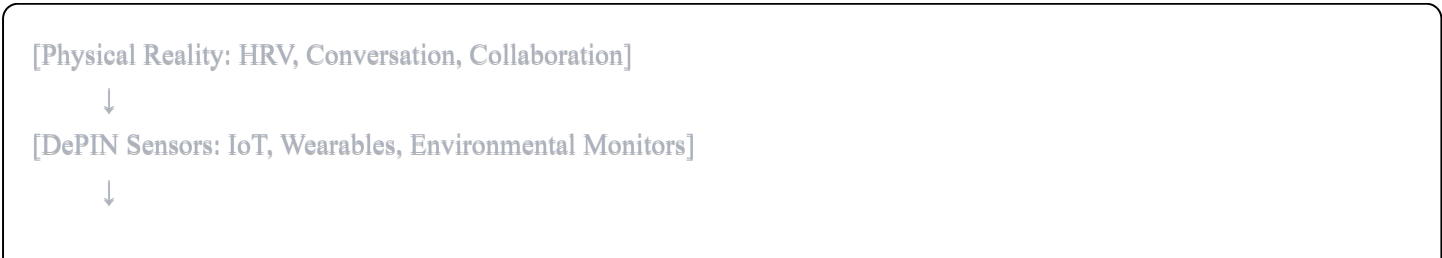 [Physical Reality: HRV, Conversation, Collaboration]
↓
[DePIN Sensors: IoT, Wearables, Environmental Monitors]
↓